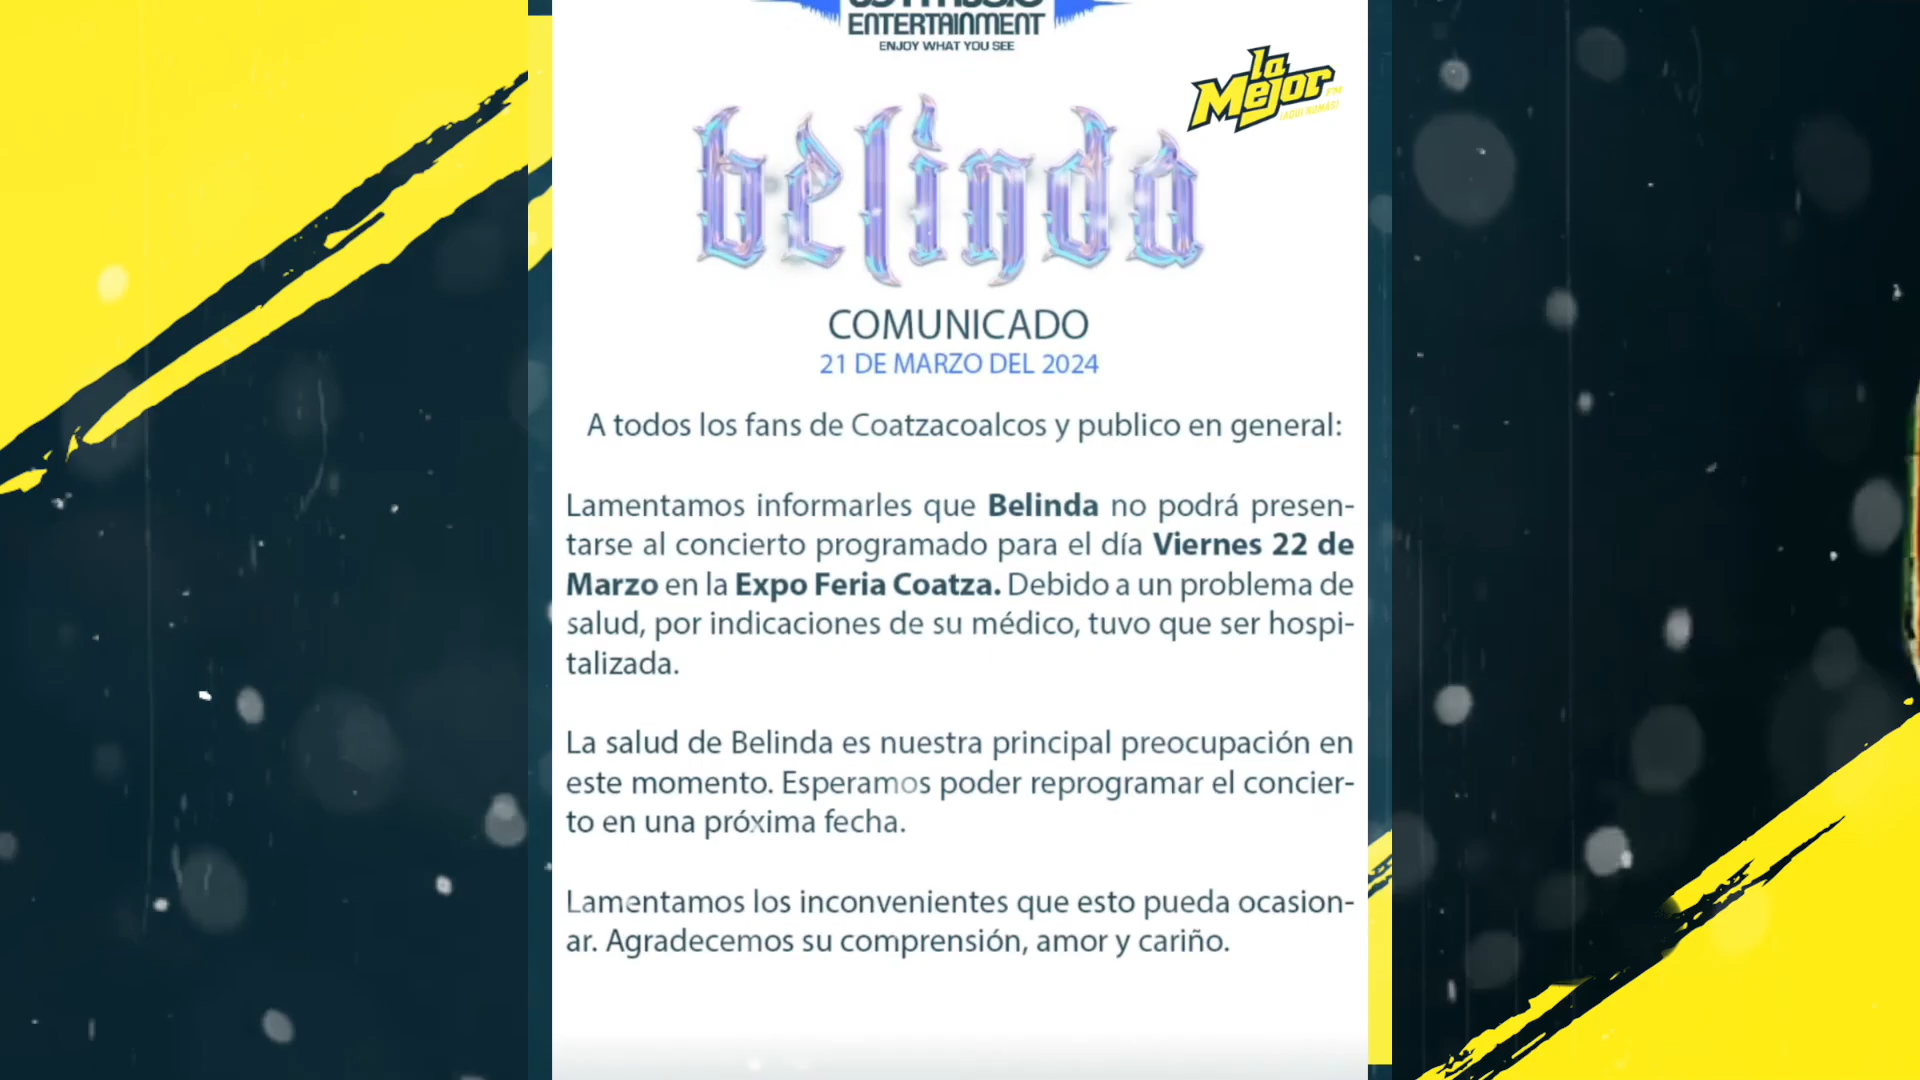 ENTERTAINMENT
ENJOY WHAT YOU SEE
la
Mejor FM
¡AQUÍ NOMÁS!
belinda
COMUNICADO
21 DE MARZO DEL 2024
A todos los fans de Coatzacoalcos y publico en general:
Lamentamos informarles que Belinda no podrá presen-
tarse al concierto programado para el día Viernes 22 de
Marzo en la Expo Feria Coatza. Debido a un problema de
salud, por indicaciones de su médico, tuvo que ser hospi-
talizada.
La salud de Belinda es nuestra principal preocupación en
este momento. Esperamos poder reprogramar el concier-
to en una próxima fecha.
Lamentamos los inconvenientes que esto pueda ocasion-
ar. Agradecemos su comprensión, amor y cariño.